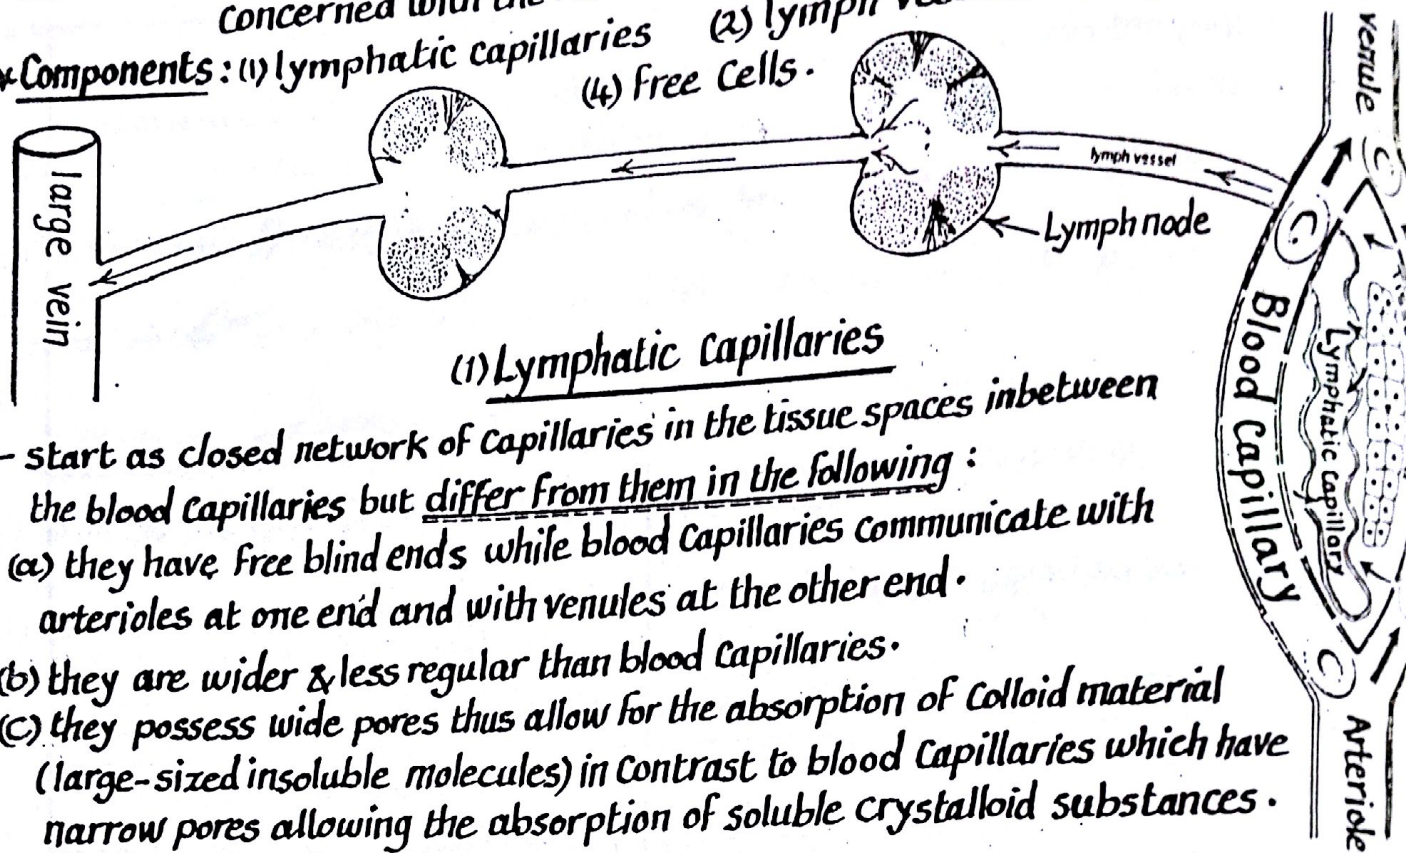 Concerned with the
*Components: (1) lymphatic capillaries (2) lymph
(4) Free Cells.
large vein
lymph vessel
Lymph node
venule
Blood Capillary
Lymphatic Capillary
Arteriole
(1) Lymphatic Capillaries
- start as closed network of Capillaries in the tissue spaces inbetween
the blood Capillaries but differ from them in the following :
(a) they have free blind ends while blood Capillaries communicate with
arterioles at one end and with venules at the other end.
(b) they are wider & less regular than blood Capillaries.
(C) they possess wide pores thus allow for the absorption of Colloid material
(large-sized insoluble molecules) in Contrast to blood Capillaries which have
narrow pores allowing the absorption of soluble crystalloid substances.